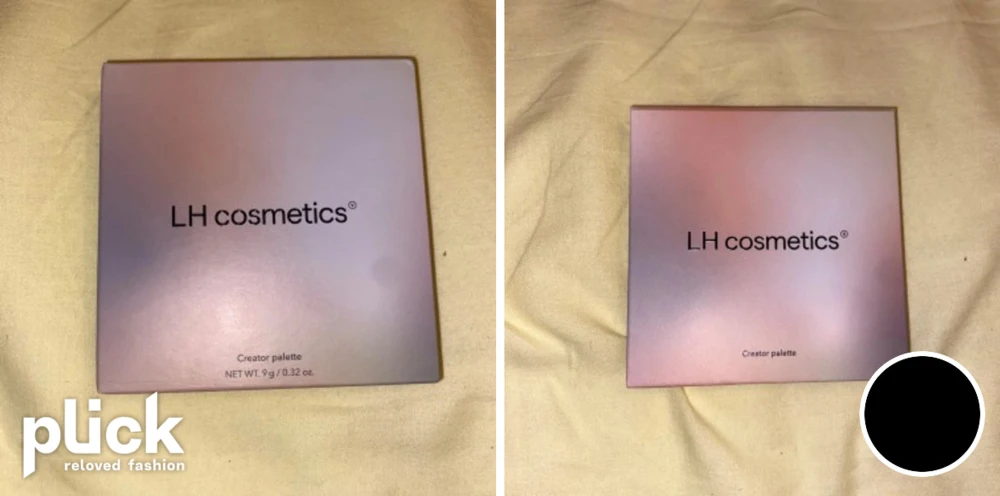 LH cosmetics®
Creator palette
NET WT. 9 g / 0.32 oz.
plick
reloved fashion
LH cosmetics®
Creator palette